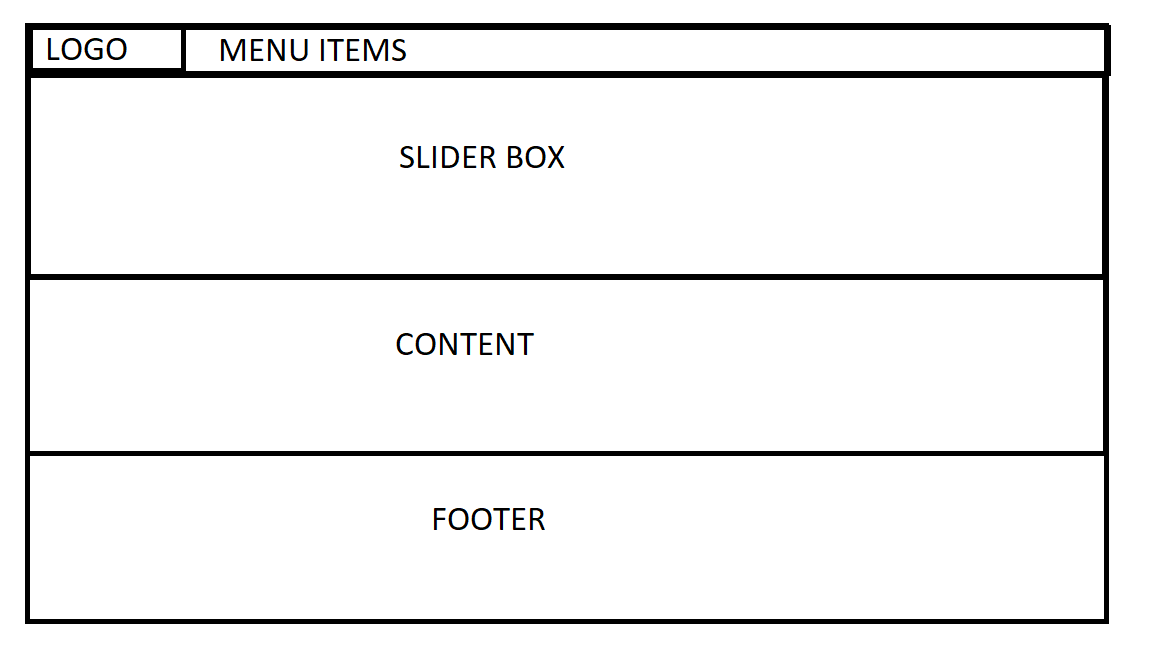 LOGO
MENU ITEMS
SLIDER BOX
CONTENT
FOOTER